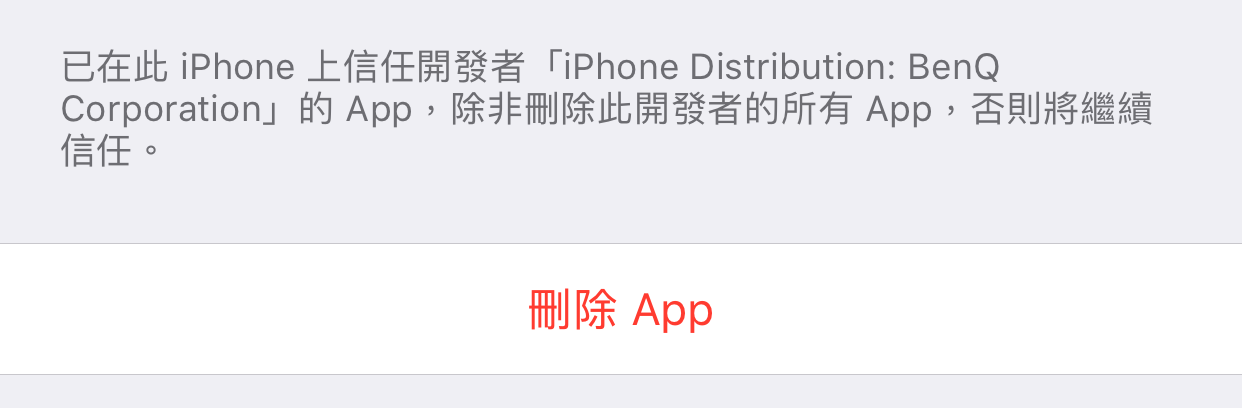 已在此 iPhone 上信任開發者「iPhone Distribution: BenQ
Corporation」的 App，除非刪除此開發者的所有 App，否則將繼續
信任。
刪除 App